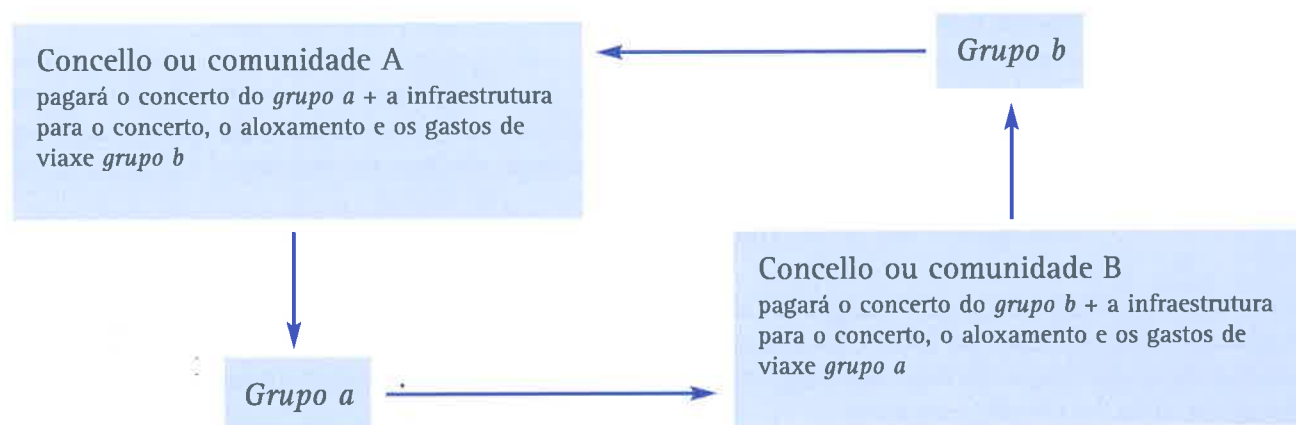 Concello ou comunidade A
pagará o concerto do grupo a + a infraestrutura
para o concerto, o aloxamento e os gastos de
viaxe grupo b
Grupo b
Concello ou comunidade B
pagará o concerto do grupo b + a infraestrutura
para o concerto, o aloxamento e os gastos de
viaxe grupo a
Grupo a